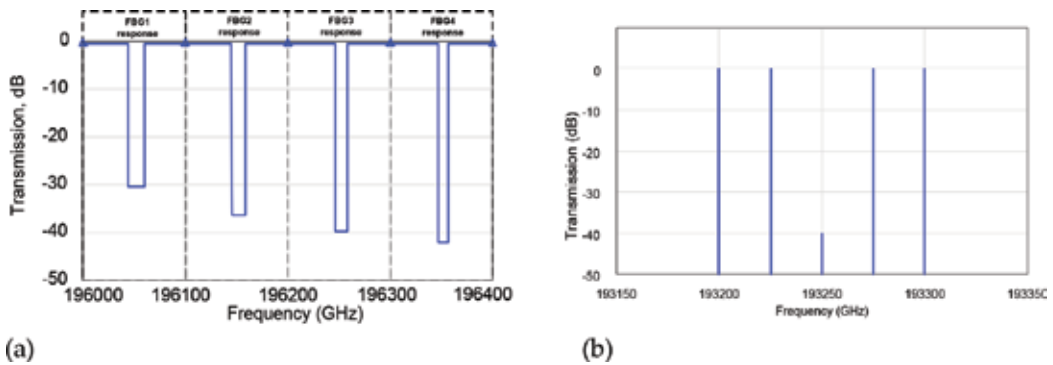 FBG1 response
FBG2 response
FBG3 response
FBG4 response
0
-10
-20
-30
-40
-50
Transmission, dB
196000 196100 196200 196300 196400
Frequency (GHz)
(a)
0
-10
-20
-30
-40
-50
Transmission (dB)
193150 193200 193250 193300 193350
Frequency (GHz)
(b)